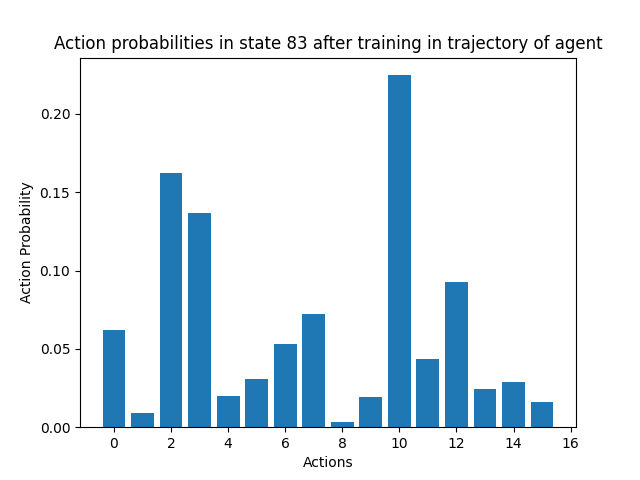 Action probabilities in state 83 after training in trajectory of agent
0.20
0.15
0.10
0.05
0.00
Action Probability
0 2 4 6 8 10 12 14 16
Actions